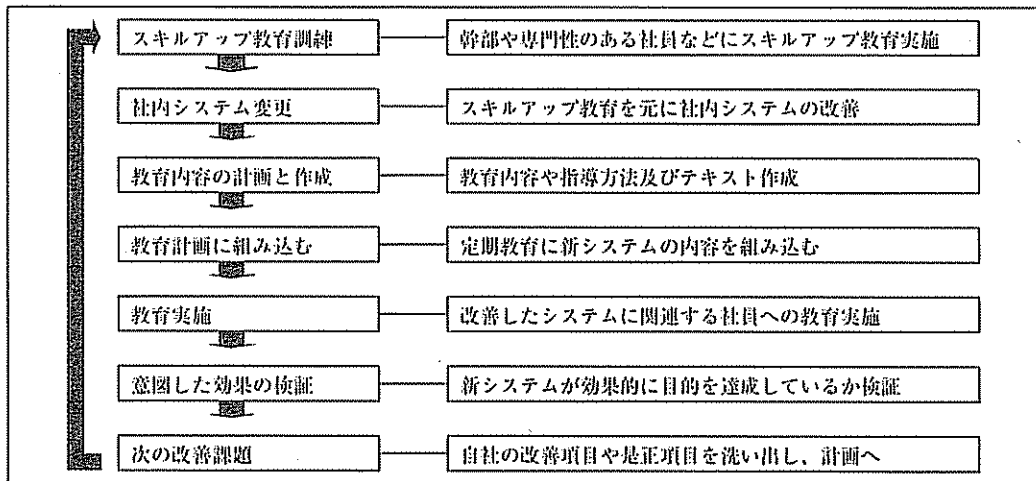 スキルアップ教育訓練
幹部や専門性のある社員などにスキルアップ教育実施
社内システム変更
スキルアップ教育を元に社内システムの改善
教育内容の計画と作成
教育内容や指導方法及びテキスト作成
教育計画に組み込む
定期教育に新システムの内容を組み込む
教育実施
改善したシステムに関連する社員への教育実施
意図した効果の検証
新システムが効果的に目的を達成しているか検証
次の改善課題
自社の改善項目や是正項目を洗い出し、計画へ